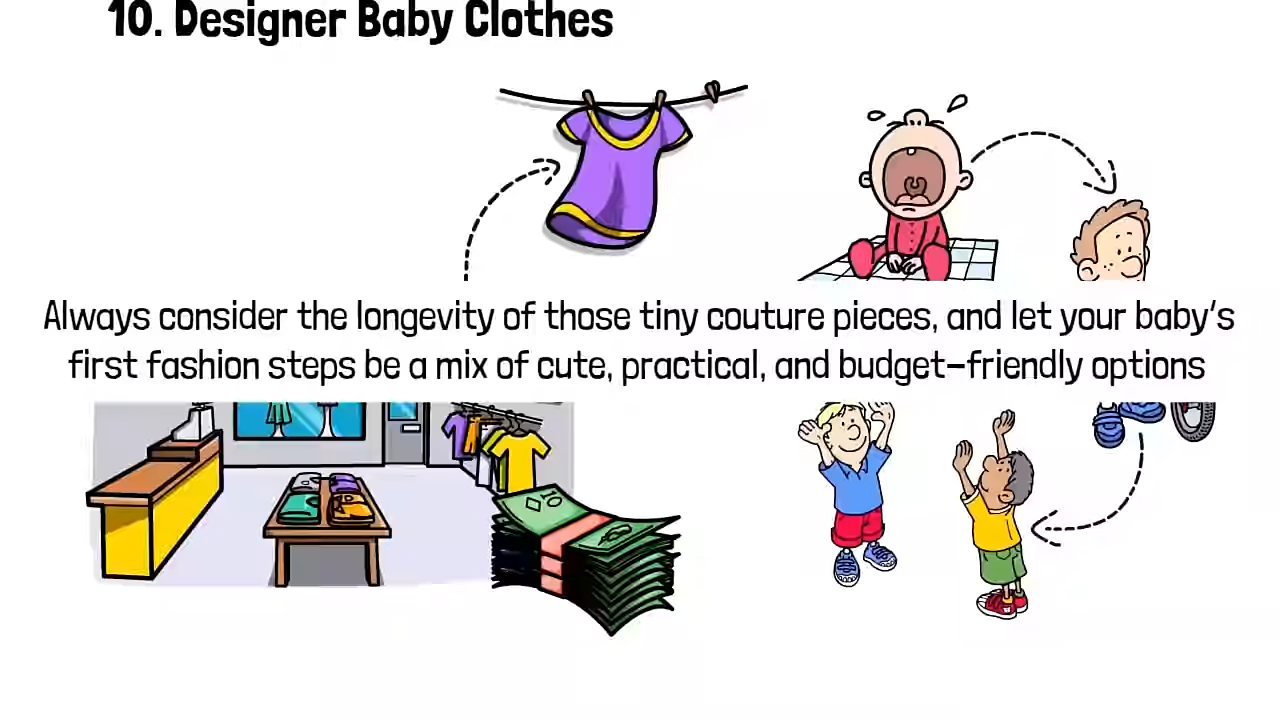 10. Designer Baby Clothes
Always consider the longevity of those tiny couture pieces, and let your baby's
first fashion steps be a mix of cute, practical, and budget-friendly options
10